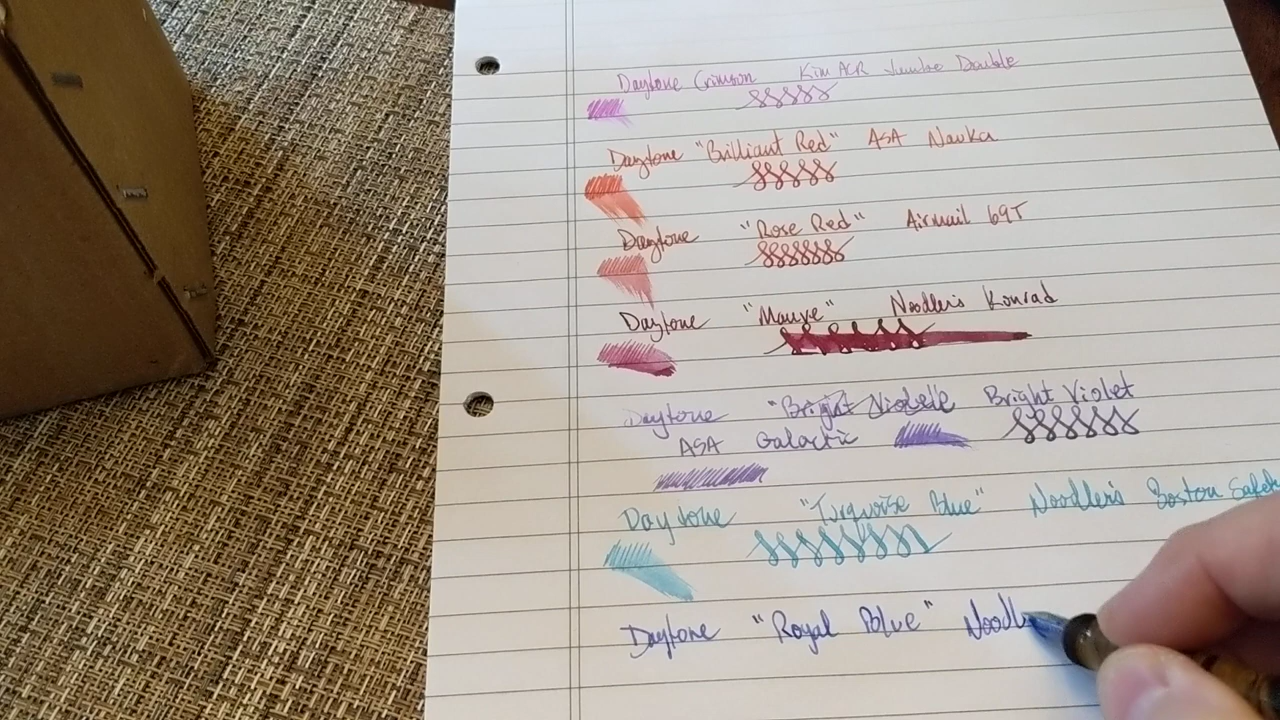 Daytone Crimson Kim ACR Jumbo Double
Daytone "Brilliant Red" ASA Nauka
Daytone "Rose Red" Airmail 69T
Daytone "Mauve" Noodler's Konrad
Daytone "Bright Violet Bright Violet
ASA Galactic
Daytone "Turquoise Blue" Noodler's Boston Safety
Daytone "Royal Blue" Noodl